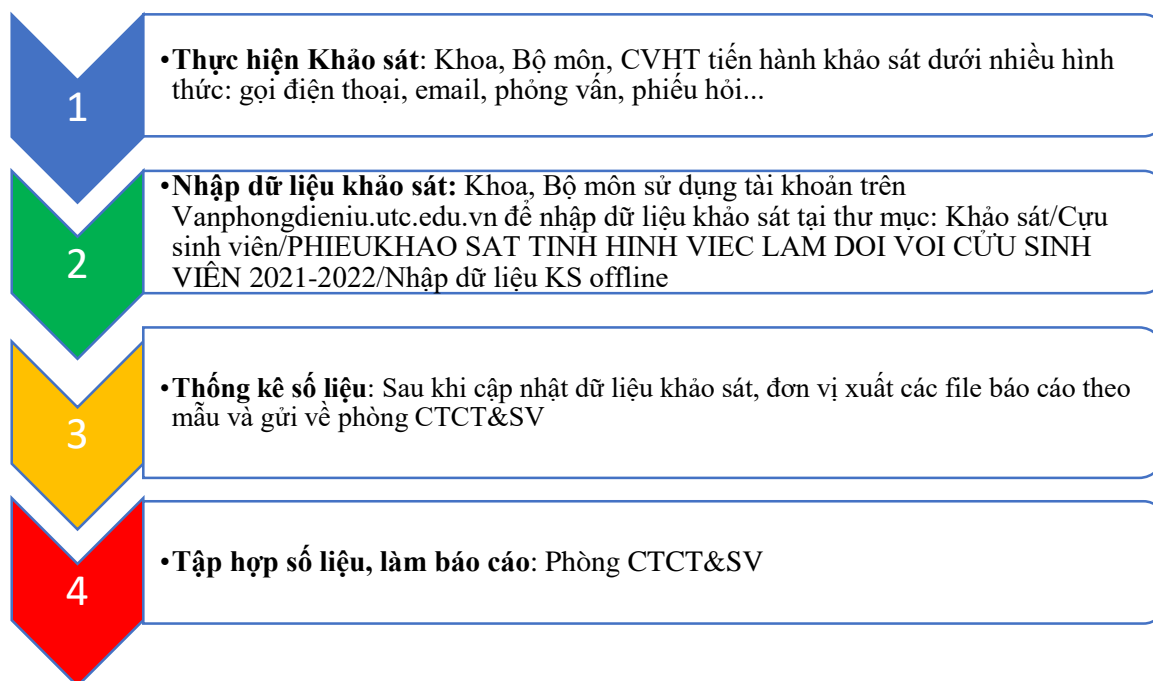 1
•Thực hiện Khảo sát: Khoa, Bộ môn, CVHT tiến hành khảo sát dưới nhiều hình
thức: gọi điện thoại, email, phỏng vấn, phiếu hỏi...
2
•Nhập dữ liệu khảo sát: Khoa, Bộ môn sử dụng tài khoản trên
Vanphongdieniu.utc.edu.vn để nhập dữ liệu khảo sát tại thư mục: Khảo sát/Cựu
sinh viên/PHIEUKHAO SAT TINH HINH VIEC LAM DOI VOI CỬU SINH
VIÊN 2021-2022/Nhập dữ liệu KS offline
3
•Thống kê số liệu: Sau khi cập nhật dữ liệu khảo sát, đơn vị xuất các file báo cáo theo
mẫu và gửi về phòng CTCT&SV
4
•Tập hợp số liệu, làm báo cáo: Phòng CTCT&SV